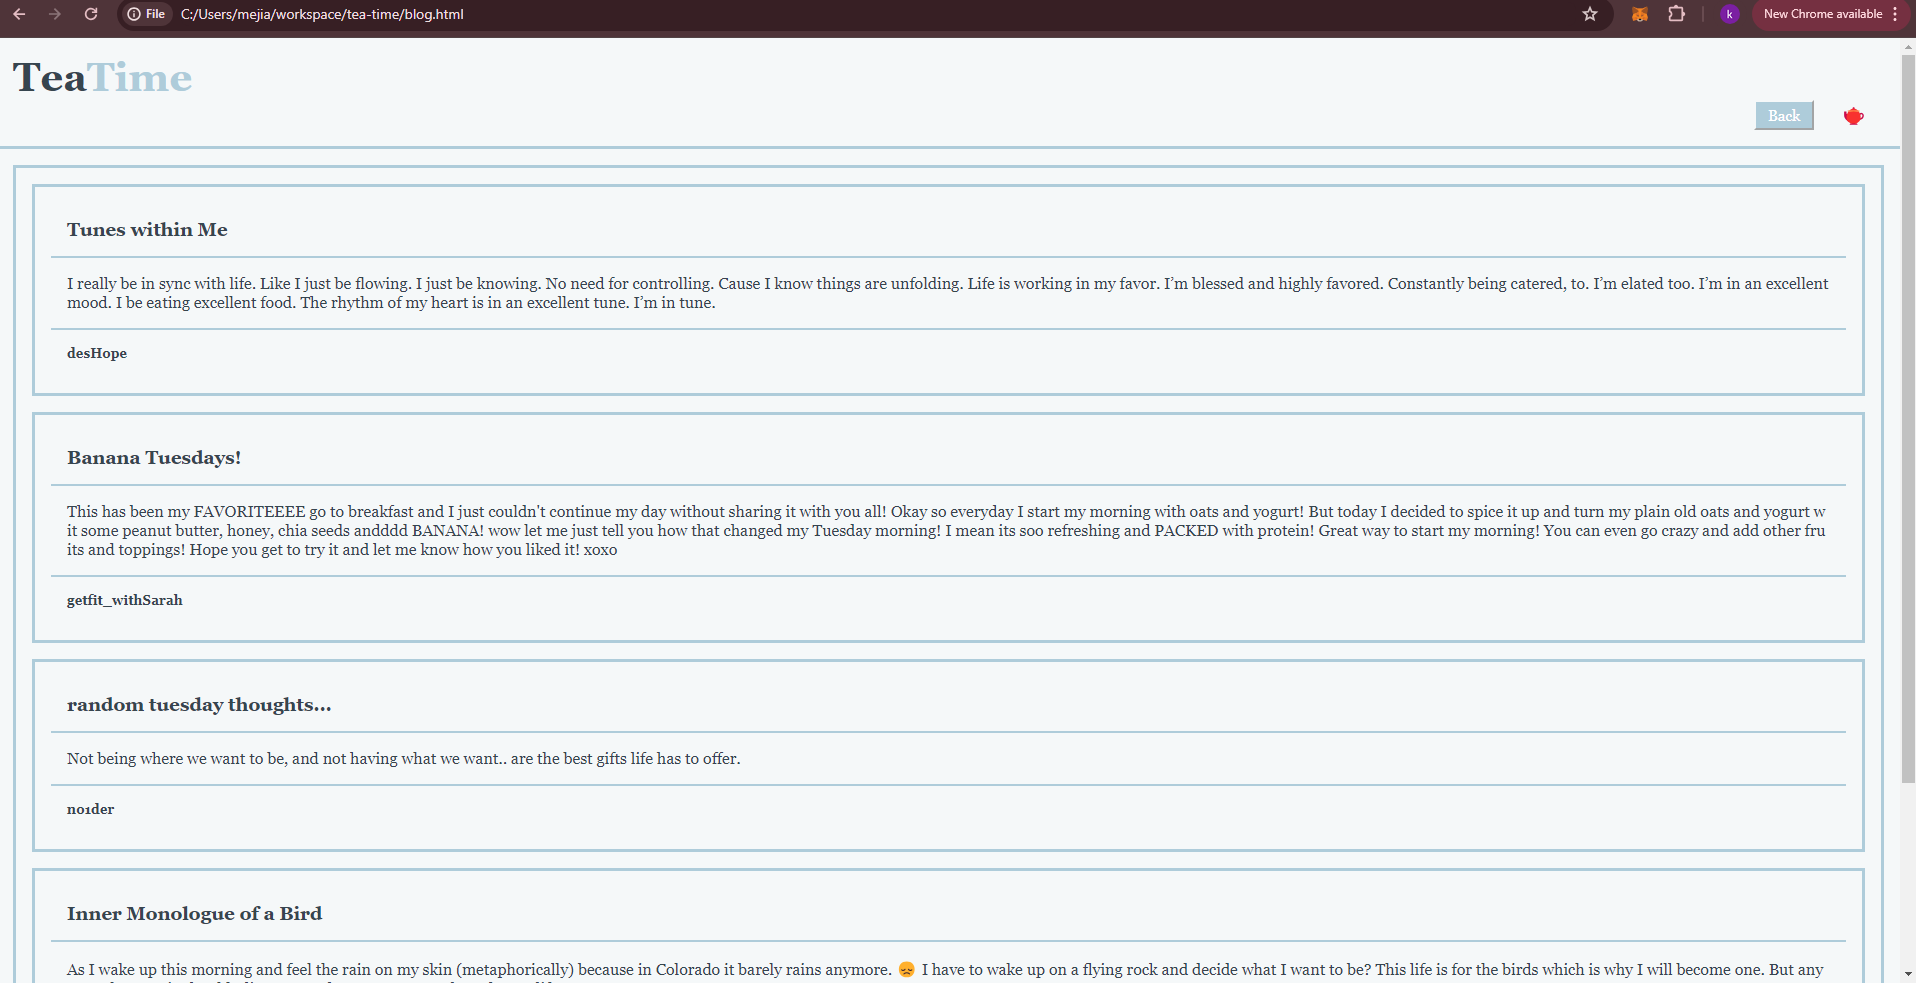 File C:/Users/mejia/workspace/tea-time/blog.html k New Chrome available
TeaTime
Back
Tunes within Me
I really be in sync with life. Like I just be flowing. I just be knowing. No need for controlling. Cause I know things are unfolding. Life is working in my favor. I’m blessed and highly favored. Constantly being catered, to. I’m elated too. I’m in an excellent
mood. I be eating excellent food. The rhythm of my heart is in an excellent tune. I’m in tune.
desHope
Banana Tuesdays!
This has been my FAVORITEEEE go to breakfast and I just couldn't continue my day without sharing it with you all! Okay so everyday I start my morning with oats and yogurt! But today I decided to spice it up and turn my plain old oats and yogurt w
it some peanut butter, honey, chia seeds andddd BANANA! wow let me just tell you how that changed my Tuesday morning! I mean its soo refreshing and PACKED with protein! Great way to start my morning! You can even go crazy and add other fru
its and toppings! Hope you get to try it and let me know how you liked it! xoxo
getfit_withSarah
random tuesday thoughts...
Not being where we want to be, and not having what we want.. are the best gifts life has to offer.
no1der
Inner Monologue of a Bird
As I wake up this morning and feel the rain on my skin (metaphorically) because in Colorado it barely rains anymore. 😞 I have to wake up on a flying rock and decide what I want to be? This life is for the birds which is why I will become one. But any